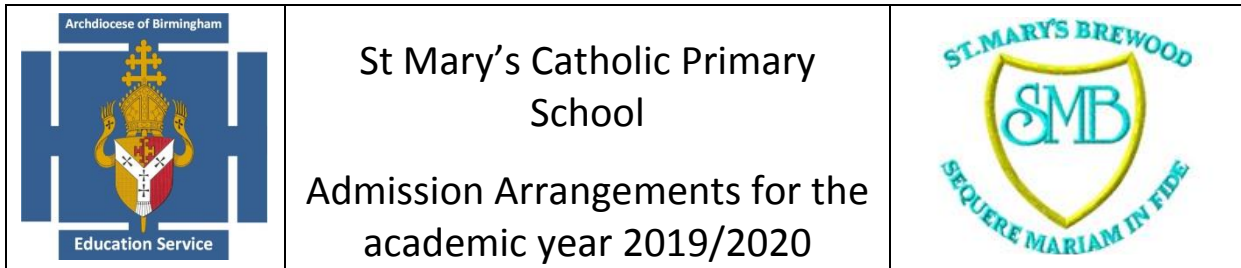 Archdiocese of Birmingham
Education Service
St Mary's Catholic Primary
School
Admission Arrangements for the
academic year 2019/2020
ST.MARY'S BREWOOD
SMB
SEQUERE MARIAM IN FIDE